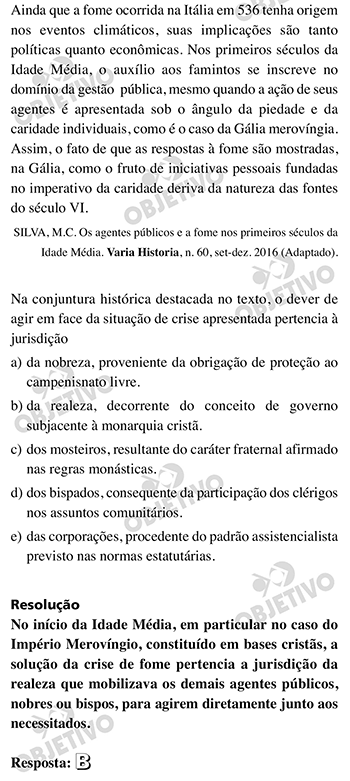 Ainda que a fome ocorrida na Itália em 536 tenha origem
nos eventos climáticos, suas implicações são tanto
políticas quanto econômicas. Nos primeiros séculos da
Idade Média, o auxílio aos famintos se inscreve no
domínio da gestão pública, mesmo quando a ação de seus
agentes é apresentada sob o ângulo da piedade e da
caridade individuais, como é o caso da Gália merovíngia.
Assim, o fato de que as respostas à fome são mostradas,
na Gália, como o fruto de iniciativas pessoais fundadas
no imperativo da caridade deriva da natureza das fontes
do século VI.
SILVA, M.C. Os agentes públicos e a fome nos primeiros séculos da
Idade Média. Varia Historia, n. 60, set-dez. 2016 (Adaptado).
Na conjuntura histórica destacada no texto, o dever de
agir em face da situação de crise apresentada pertencia à
jurisdição
a) da nobreza, proveniente da obrigação de proteção ao
campenisnato livre.
b) da realeza, decorrente do conceito de governo
subjacente à monarquia cristã.
c) dos mosteiros, resultante do caráter fraternal afirmado
nas regras monásticas.
d) dos bispados, consequente da participação dos clérigos
nos assuntos comunitários.
e) das corporações, procedente do padrão assistencialista
previsto nas normas estatutárias.
Resolução
No início da Idade Média, em particular no caso do
Império Merovíngio, constituído em bases cristãs, a
solução da crise de fome pertencia a jurisdição da
realeza que mobilizava os demais agentes públicos,
nobres ou bispos, para agirem diretamente junto aos
necessitados.
Resposta: B
OBJETIVO
OBJETIVO
OBJETIVO
OBJETIVO
OBJETIVO
OBJETIVO
OBJETIVO
OBJETIVO
OBJETIVO